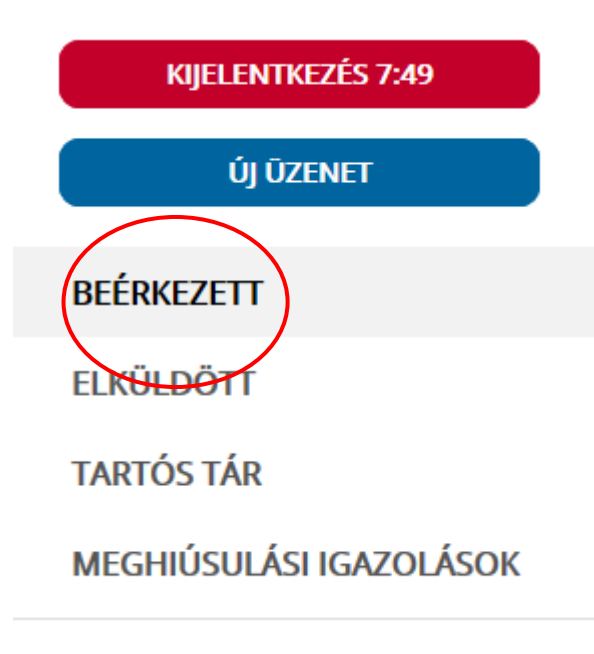 KIJELENTKEZÉS 7:49
ÚJ ÜZENET
BEÉRKEZETT
ELKÜLDÖTT
TARTÓS TÁR
MEGHIÚSULÁSI IGAZOLÁSOK